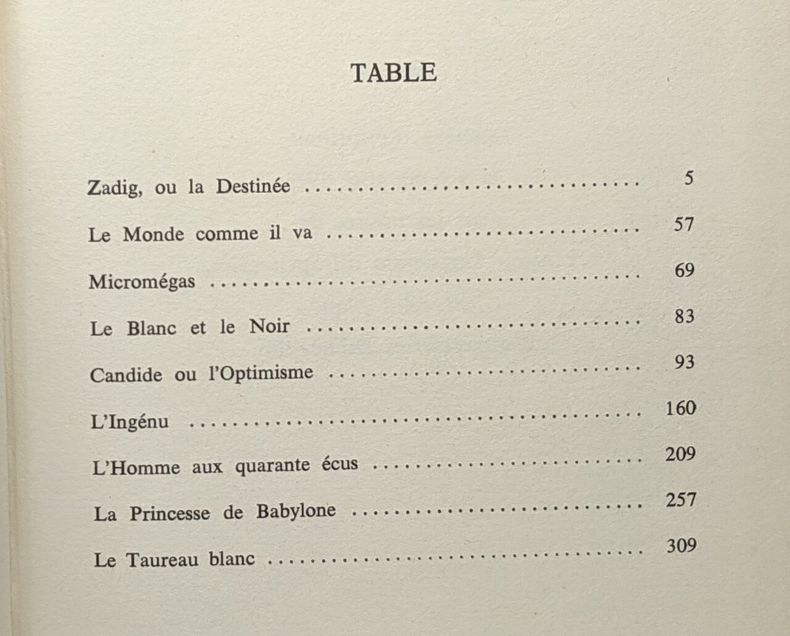 TABLE
Zadig, ou la Destinée ................................ 5
Le Monde comme il va .............................. 57
Micromégas ......................................... 69
Le Blanc et le Noir ................................ 83
Candide ou l'Optimisme .............................. 93
L'Ingénu ........................................... 160
L'Homme aux quarante écus .......................... 209
La Princesse de Babylone ............................ 257
Le Taureau blanc .................................... 309